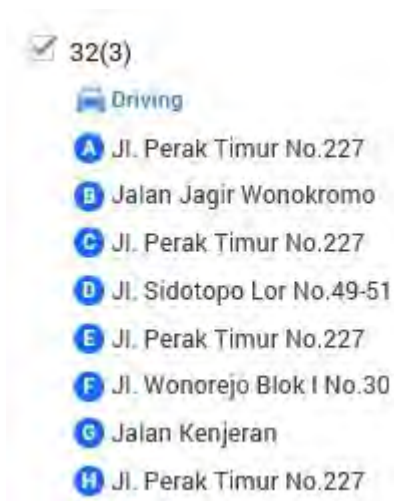 32(3)
Driving
A Jl. Perak Timur No.227
B Jalan Jagir Wonokromo
C Jl. Perak Timur No.227
D Jl. Sidotopo Lor No.49-51
E Jl. Perak Timur No.227
F Jl. Wonorejo Blok I No.30
G Jalan Kenjeran
H Jl. Perak Timur No.227